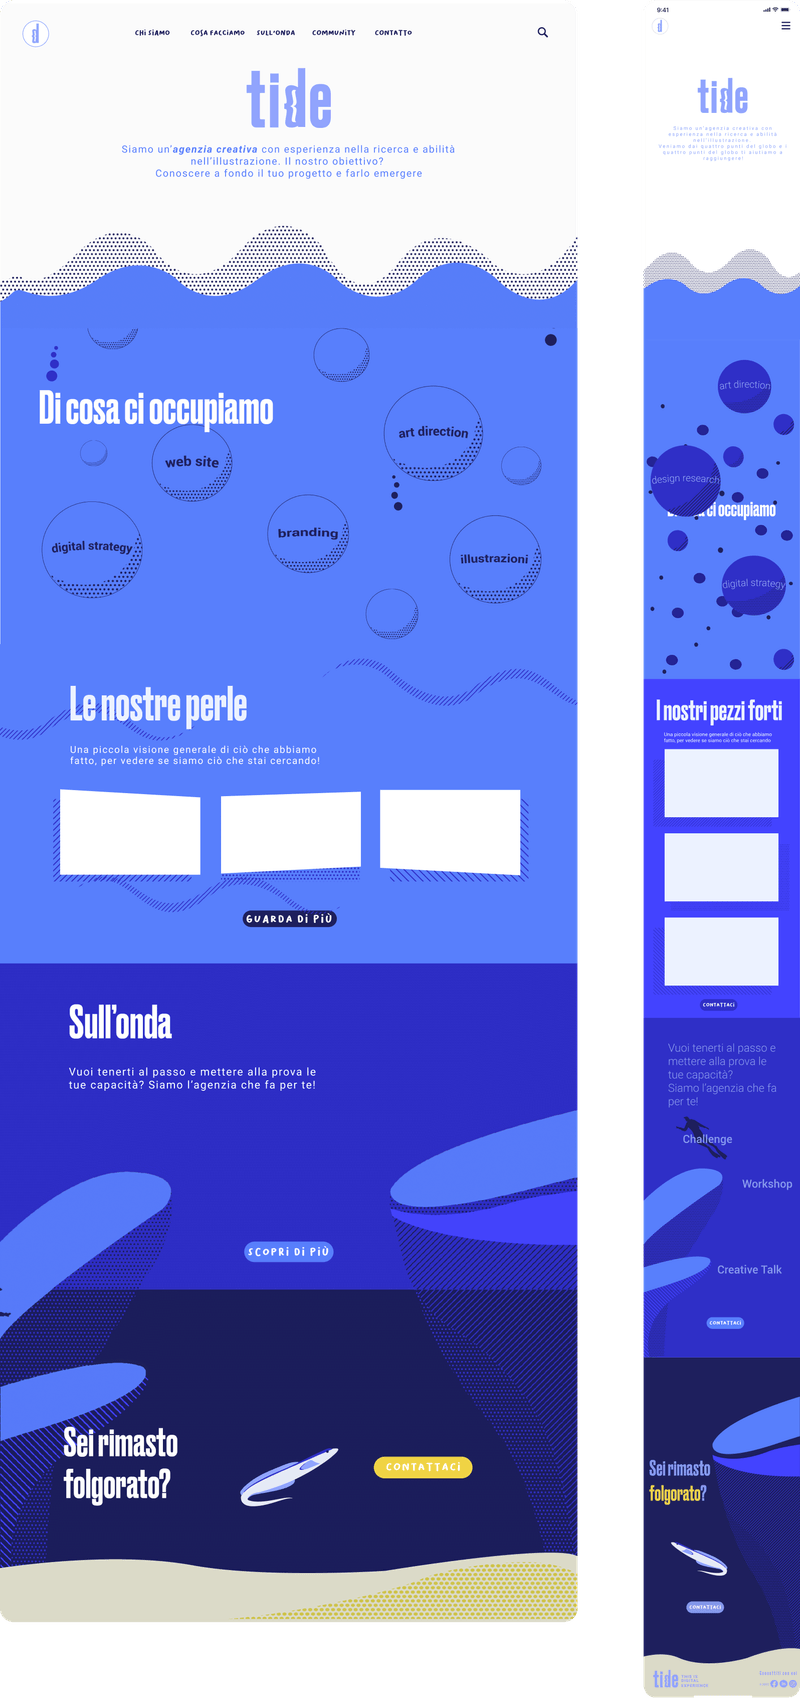 CHi SiAMO
COSA FACCiAMO
SULL'ONDA
COMMUNiTY
CONTATTO
tide
Siamo un'agenzia creativa con esperienza nella ricerca e abilità
nell'illustrazione. Il nostro obiettivo?
Conoscere a fondo il tuo progetto e farlo emergere
Di cosa ci occupiamo
art direction
web site
branding
digital strategy
illustrazioni
Le nostre perle
Una piccola visione generale di ciò che abbiamo
fatto, per vedere se siamo ciò che stai cercando!
GUARDA Di PiÙ
Sull'onda
Vuoi tenerti al passo e mettere alla prova le
tue capacità? Siamo l'agenzia che fa per te!
SCOPRi Di PiÙ
Sei rimasto
folgorato?
CONTATTACi
9:41
tide
Siamo un'agenzia creativa con
esperienza nella ricerca e abilità
nell'illustrazione.
Veniamo dai quattro punti del globo e i
quattro punti del globo ti aiutiamo a
raggiungere!
art direction
design research
ci occupiamo
digital strategy
I nostri pezzi forti
Una piccola visione generale di ciò che abbiamo
fatto, per vedere se siamo ciò che stai cercando
CONTATTACi
Vuoi tenerti al passo e
mettere alla prova le
tue capacità?
Siamo l'agenzia che fa
per te!
Challenge
Workshop
Creative Talk
CONTATTACi
Sei rimasto
folgorato?
CONTATTACi
tide
THIS IS
DIGITAL
EXPERIENCE